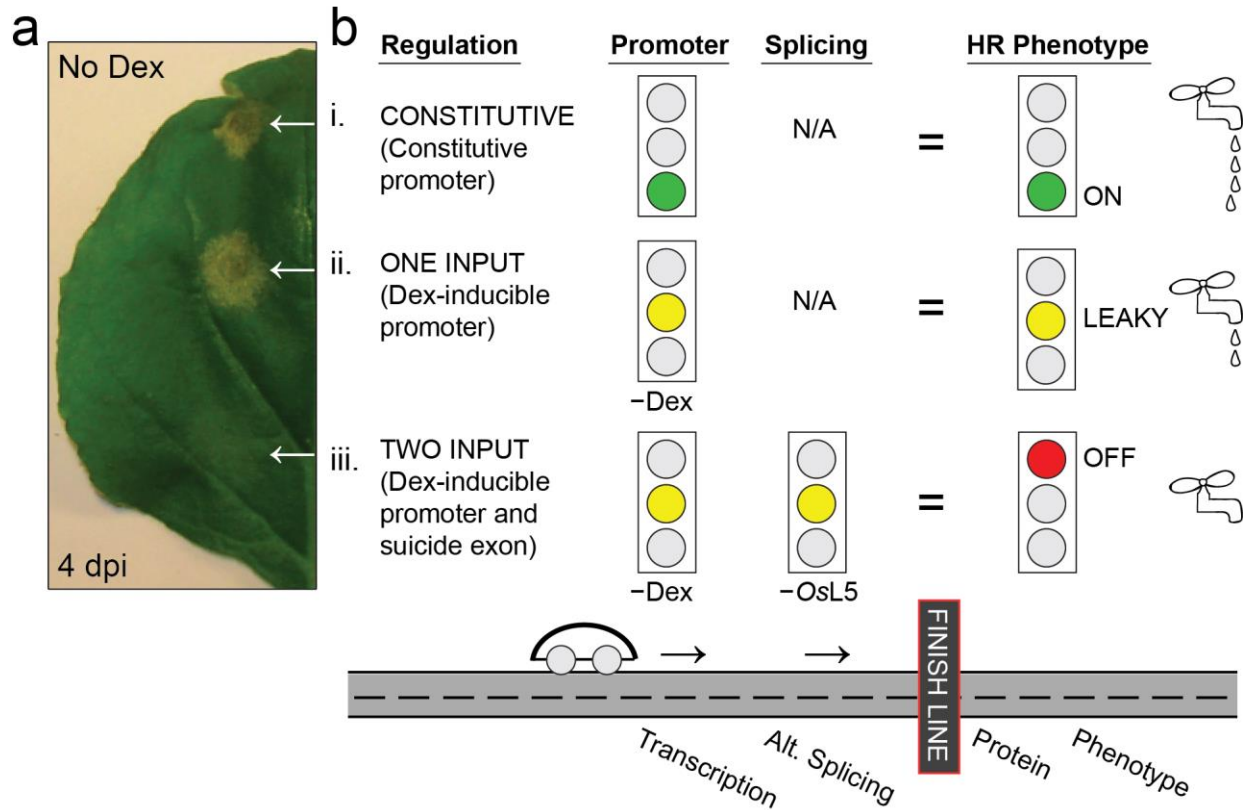 a
No Dex
4 dpi
b
Regulation
Promoter
Splicing
HR Phenotype
i.
CONSTITUTIVE
(Constitutive
promoter)
N/A
=
ON
ii.
ONE INPUT
(Dex-inducible
promoter)
−Dex
N/A
=
LEAKY
iii.
TWO INPUT
(Dex-inducible
promoter and
suicide exon)
−Dex
−OsL5
=
OFF
FINISH LINE
Transcription
Alt. Splicing
Protein
Phenotype